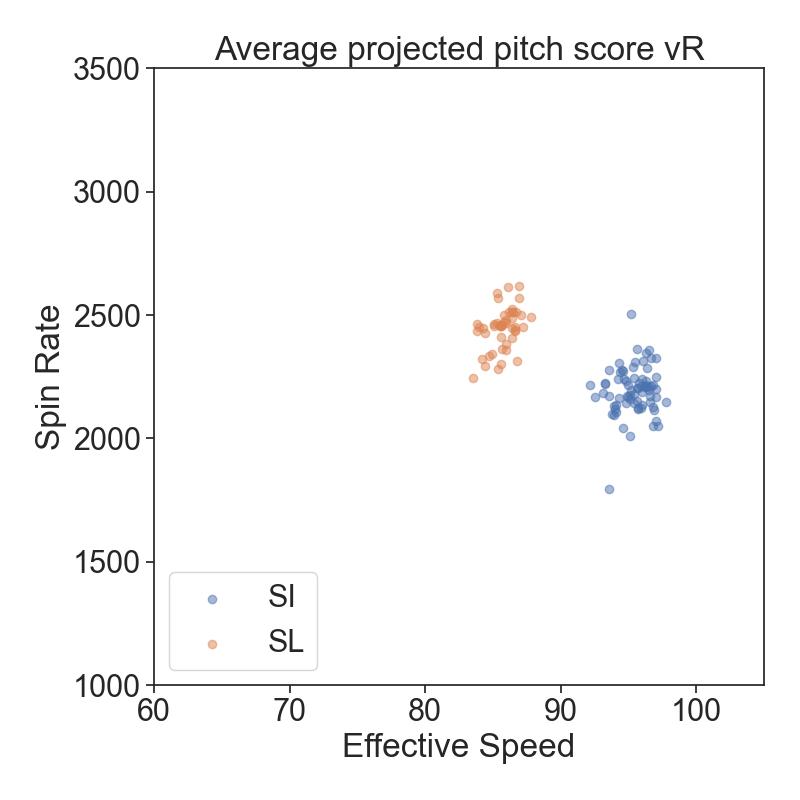 Average projected pitch score vR
3500
3000
2500
2000
1500
1000
Spin Rate
SI
SL
60 70 80 90 100
Effective Speed